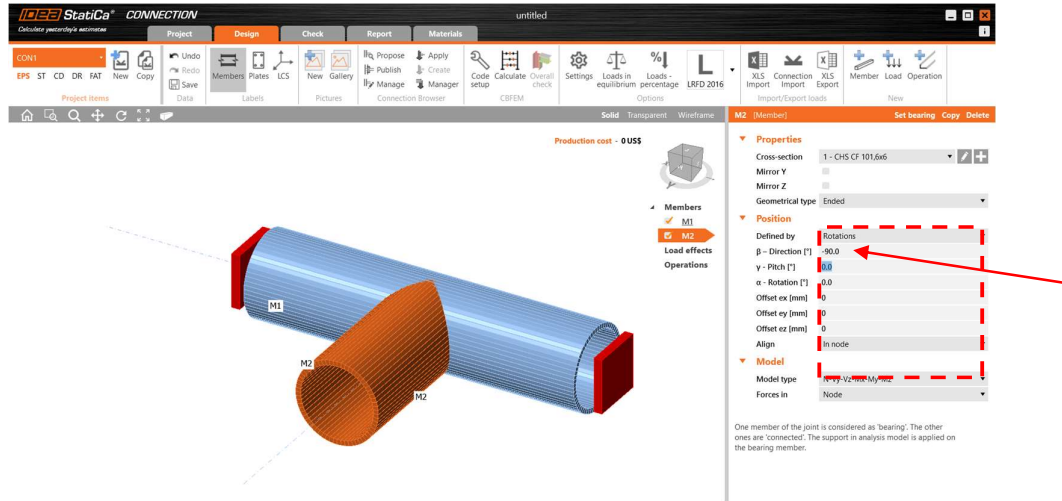 IDEA StatiCa® CONNECTION
Calculate yesterday's estimates
untitled
Project Design Check Report Materials
CON1
EPS ST CD DR FAT
New Copy
Project items
Undo
Redo
Save
Data
Members Plates LCS
Labels
New Gallery
Pictures
Propose Apply
Publish Create
Manage Manager
Connection Browser
Code setup Calculate Overall check
CBFEM
Settings Loads in equilibrium Loads - percentage LRFD 2016
Options
XLS Import Connection Import XLS Export
Import/Export loads
Member Load Operation
New
Solid Transparent Wireframe
M2 [Member] Set bearing Copy Delete
Production cost - 0 US$
Members
M1
M2
Load effects
Operations
M1
M2
M2
Properties
Cross-section 1 - CHS CF 101,6x6
Mirror Y
Mirror Z
Geometrical type Ended
Position
Defined by Rotations
β – Direction [°] -90.0
γ - Pitch [°] 0.0
α - Rotation [°] 0.0
Offset ex [mm] 0
Offset ey [mm] 0
Offset ez [mm] 0
Align In node
Model
Model type N-Vy-Vz-Mx-My-Mz
Forces in Node
One member of the joint is considered as 'bearing'. The other
ones are 'connected'. The support in analysis model is applied on
the bearing member.